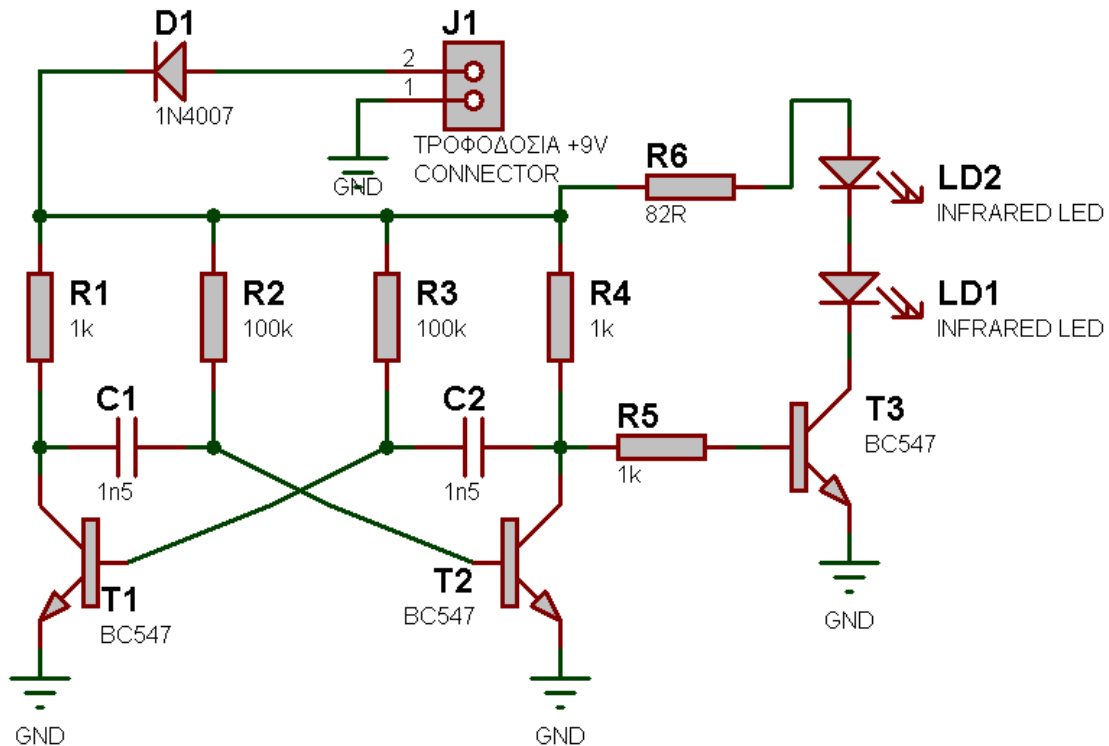 D1
J1
2
1
1N4007
ΤΡΟΦΟΔΟΣΙΑ +9V
CONNECTOR
GND
R6
82R
LD2
INFRARED LED
R1
1k
R2
100k
R3
100k
R4
1k
LD1
INFRARED LED
C1
1n5
C2
1n5
R5
1k
T3
BC547
T1
BC547
T2
BC547
GND
GND
GND